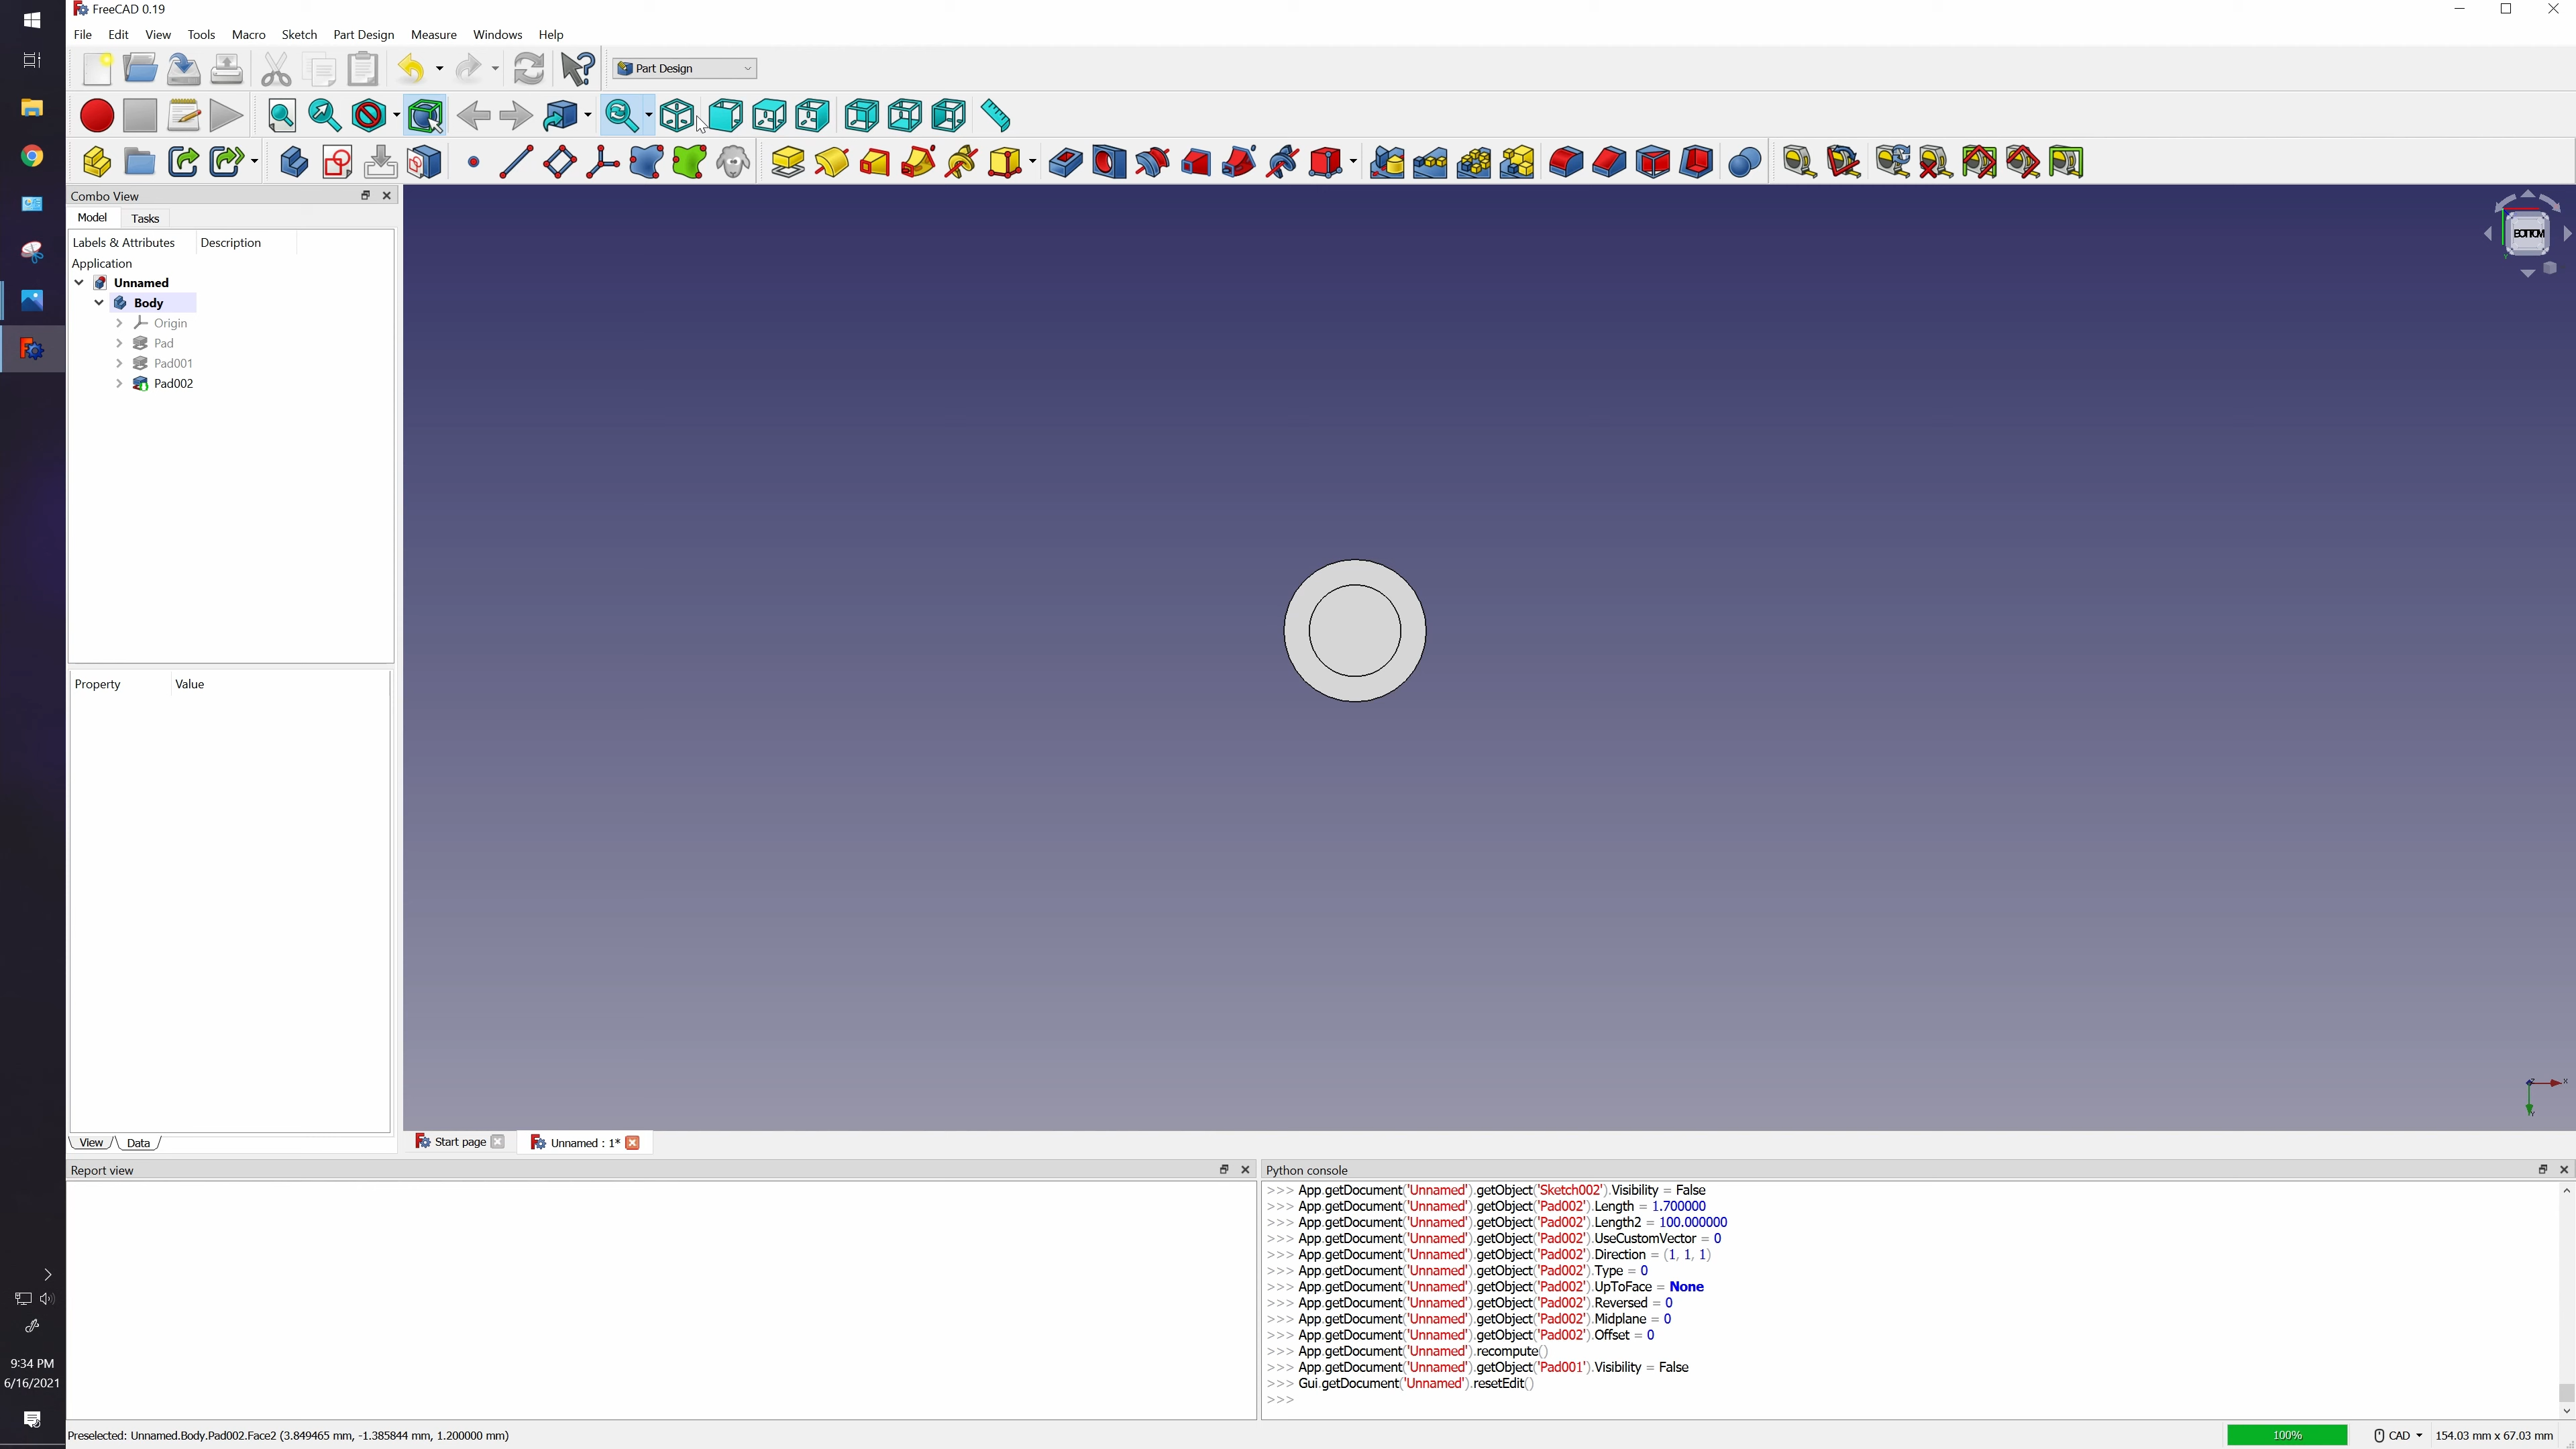 FreeCAD 0.19
File Edit View Tools Macro Sketch Part Design Measure Windows Help
Part Design
Combo View
Model Tasks
Labels & Attributes Description
Application
Unnamed
Body
Origin
Pad
Pad001
Pad002
BOTTOM
Property Value
X
Y
View Data
Start page Unnamed : 1*
Report view
Python console
>>> App.getDocument('Unnamed').getObject('Sketch002').Visibility = False
>>> App.getDocument('Unnamed').getObject('Pad002').Length = 1.700000
>>> App.getDocument('Unnamed').getObject('Pad002').Length2 = 100.000000
>>> App.getDocument('Unnamed').getObject('Pad002').UseCustomVector = 0
>>> App.getDocument('Unnamed').getObject('Pad002').Direction = (1, 1, 1)
>>> App.getDocument('Unnamed').getObject('Pad002').Type = 0
>>> App.getDocument('Unnamed').getObject('Pad002').UpToFace = None
>>> App.getDocument('Unnamed').getObject('Pad002').Reversed = 0
>>> App.getDocument('Unnamed').getObject('Pad002').Midplane = 0
>>> App.getDocument('Unnamed').getObject('Pad002').Offset = 0
>>> App.getDocument('Unnamed').recompute()
>>> App.getDocument('Unnamed').getObject('Pad001').Visibility = False
>>> Gui.getDocument('Unnamed').resetEdit()
>>>
9:34 PM
6/16/2021
Preselected: Unnamed.Body.Pad002.Face2 (3.849465 mm, -1.385844 mm, 1.200000 mm)
100% CAD 154.03 mm x 67.03 mm